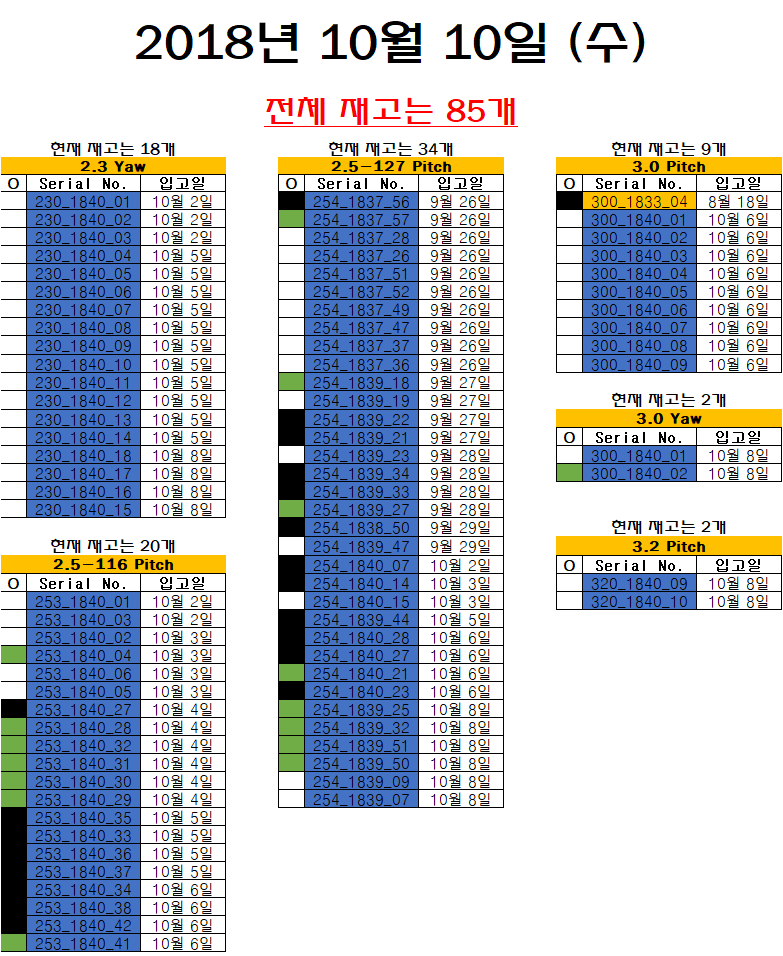 2018년 10월 10일 (수)
전체 재고는 85개
현재 재고는 18개
2.3 Yaw
O Serial No. 입고일
230_1840_01 10월 2일
230_1840_02 10월 2일
230_1840_03 10월 2일
230_1840_04 10월 5일
230_1840_05 10월 5일
230_1840_06 10월 5일
230_1840_07 10월 5일
230_1840_08 10월 5일
230_1840_09 10월 5일
230_1840_10 10월 5일
230_1840_11 10월 5일
230_1840_12 10월 5일
230_1840_13 10월 5일
230_1840_14 10월 5일
230_1840_18 10월 8일
230_1840_17 10월 8일
230_1840_16 10월 8일
230_1840_15 10월 8일
현재 재고는 20개
2.5-116 Pitch
O Serial No. 입고일
253_1840_01 10월 2일
253_1840_03 10월 2일
253_1840_02 10월 3일
253_1840_04 10월 3일
253_1840_06 10월 3일
253_1840_05 10월 3일
253_1840_27 10월 4일
253_1840_28 10월 4일
253_1840_32 10월 4일
253_1840_31 10월 4일
253_1840_30 10월 4일
253_1840_29 10월 4일
253_1840_35 10월 5일
253_1840_33 10월 5일
253_1840_36 10월 5일
253_1840_37 10월 5일
253_1840_34 10월 6일
253_1840_38 10월 6일
253_1840_42 10월 6일
253_1840_41 10월 6일
현재 재고는 34개
2.5-127 Pitch
O Serial No. 입고일
254_1837_56 9월 26일
254_1837_57 9월 26일
254_1837_28 9월 26일
254_1837_26 9월 26일
254_1837_51 9월 26일
254_1837_52 9월 26일
254_1837_49 9월 26일
254_1837_47 9월 26일
254_1837_37 9월 26일
254_1837_36 9월 26일
254_1839_18 9월 27일
254_1839_19 9월 27일
254_1839_22 9월 27일
254_1839_21 9월 27일
254_1839_23 9월 28일
254_1839_34 9월 28일
254_1839_33 9월 28일
254_1839_27 9월 28일
254_1838_50 9월 29일
254_1839_47 9월 29일
254_1840_07 10월 2일
254_1840_14 10월 3일
254_1840_15 10월 3일
254_1839_44 10월 5일
254_1840_28 10월 6일
254_1840_27 10월 6일
254_1840_21 10월 6일
254_1840_23 10월 6일
254_1839_25 10월 8일
254_1839_32 10월 8일
254_1839_51 10월 8일
254_1839_50 10월 8일
254_1839_09 10월 8일
254_1839_07 10월 8일
현재 재고는 9개
3.0 Pitch
O Serial No. 입고일
300_1833_04 8월 18일
300_1840_01 10월 6일
300_1840_02 10월 6일
300_1840_03 10월 6일
300_1840_04 10월 6일
300_1840_05 10월 6일
300_1840_06 10월 6일
300_1840_07 10월 6일
300_1840_08 10월 6일
300_1840_09 10월 6일
현재 재고는 2개
3.0 Yaw
O Serial No. 입고일
300_1840_01 10월 8일
300_1840_02 10월 8일
현재 재고는 2개
3.2 Pitch
O Serial No. 입고일
320_1840_09 10월 8일
320_1840_10 10월 8일